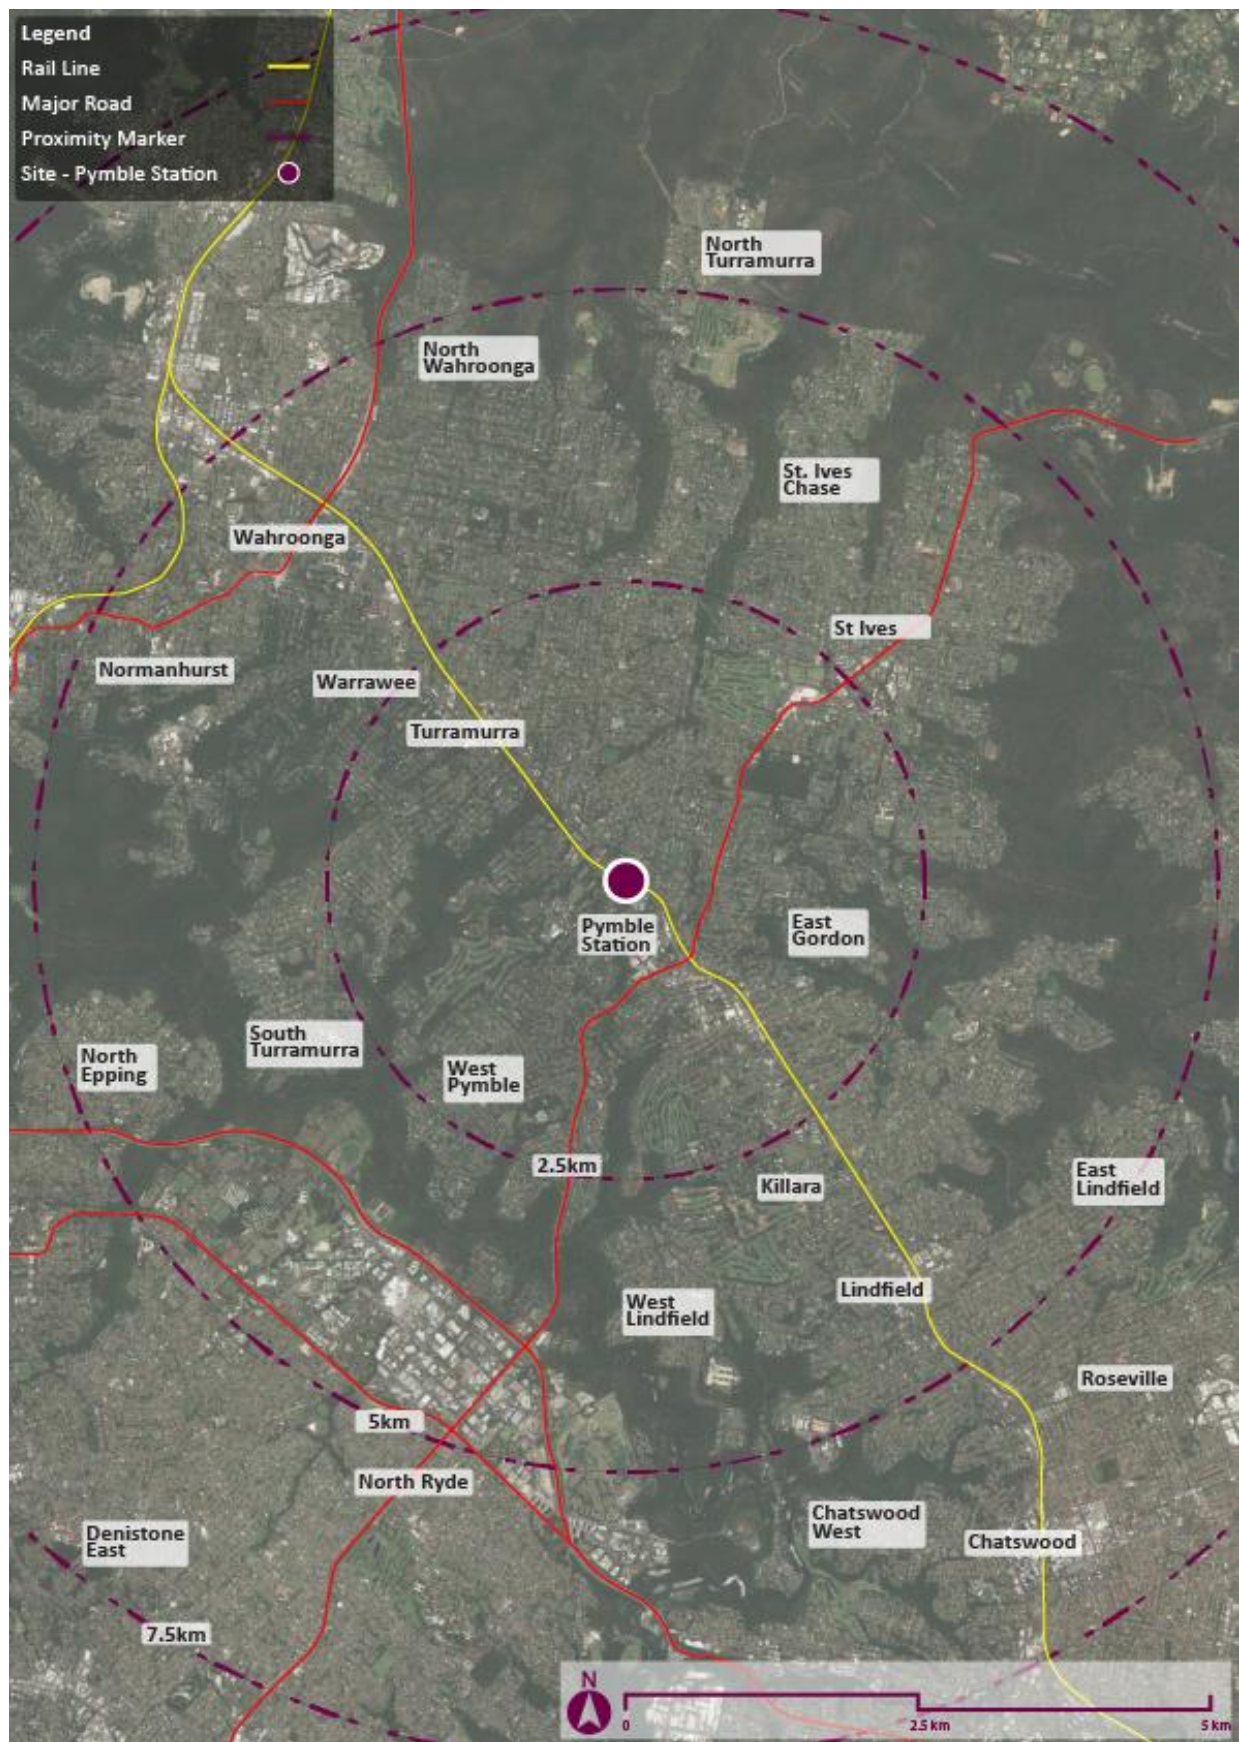 Legend
Rail Line
Major Road
Proximity Marker
Site - Pymble Station
North
Turramurra
North
Wahroonga
St. Ives
Chase
Wahroonga
St Ives
Normanhurst
Warrawee
Turramurra
Pymble
Station
East
Gordon
South
Turramurra
North
Epping
West
Pymble
2.5km
Killara
East
Lindfield
Lindfield
West
Lindfield
Roseville
5km
North Ryde
Chatswood
West
Chatswood
Denistone
East
7.5km
N
0
2.5 km
5 km